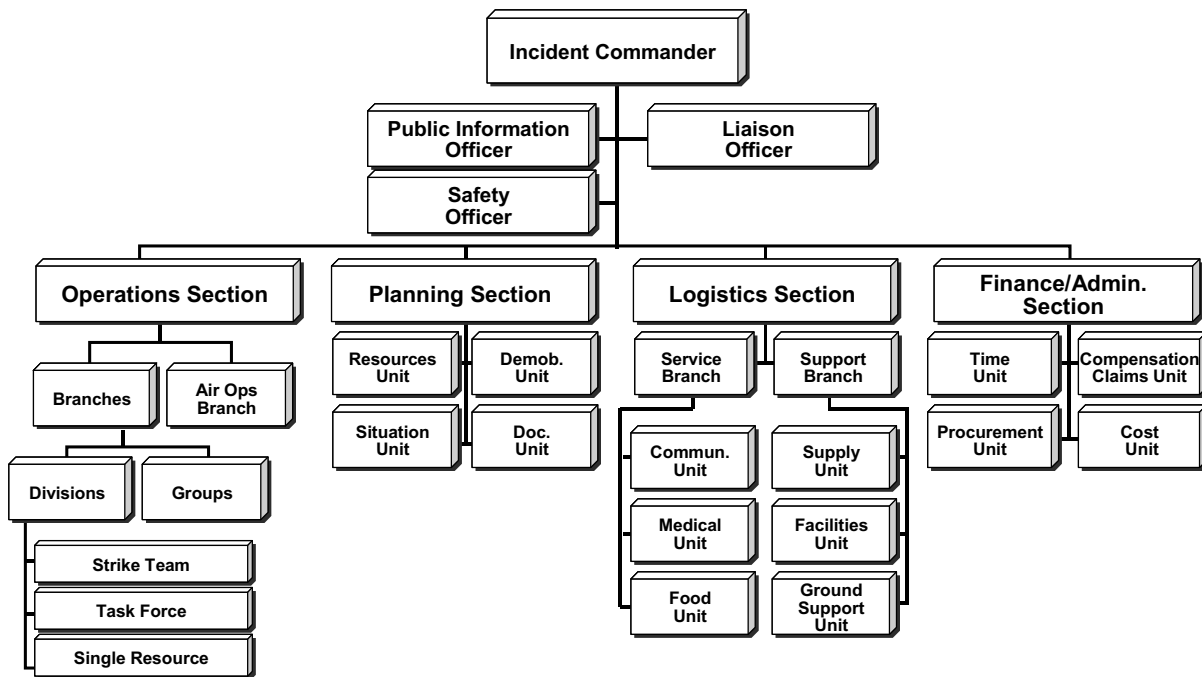 Incident Commander
Public Information
Officer
Liaison
Officer
Safety
Officer
Operations Section
Planning Section
Logistics Section
Finance/Admin.
Section
Branches
Air Ops
Branch
Divisions
Groups
Strike Team
Task Force
Single Resource
Resources
Unit
Demob.
Unit
Situation
Unit
Doc.
Unit
Service
Branch
Support
Branch
Commun.
Unit
Supply
Unit
Medical
Unit
Facilities
Unit
Food
Unit
Ground
Support
Unit
Time
Unit
Compensation
Claims Unit
Procurement
Unit
Cost
Unit